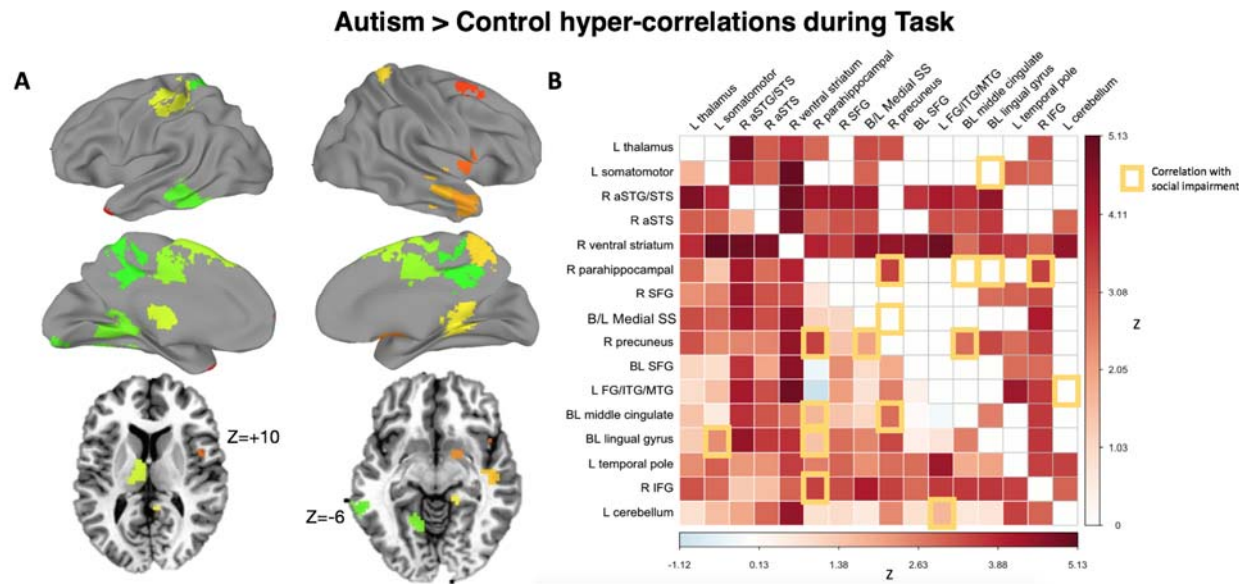 Autism > Control hyper-correlations during Task
A
B
L thalamus
L somatomotor
R aSTG/STS
R aSTS
R ventral striatum
R parahippocampal
R SFG
B/L Medial SS
R precuneus
BL SFG
L FG/ITG/MTG
BL middle cingulate
BL lingual gyrus
L temporal pole
R IFG
L cerebellum
L thalamus
L somatomotor
R aSTG/STS
R aSTS
R ventral striatum
R parahippocampal
R SFG
B/L Medial SS
R precuneus
BL SFG
L FG/ITG/MTG
BL middle cingulate
BL lingual gyrus
L temporal pole
R IFG
L cerebellum
5.13
4.11
3.08
2.05
1.03
0
Z
Correlation with
social impairment
Z=+10
Z=-6
-1.12
0.13
1.38
2.63
3.88
5.13
Z